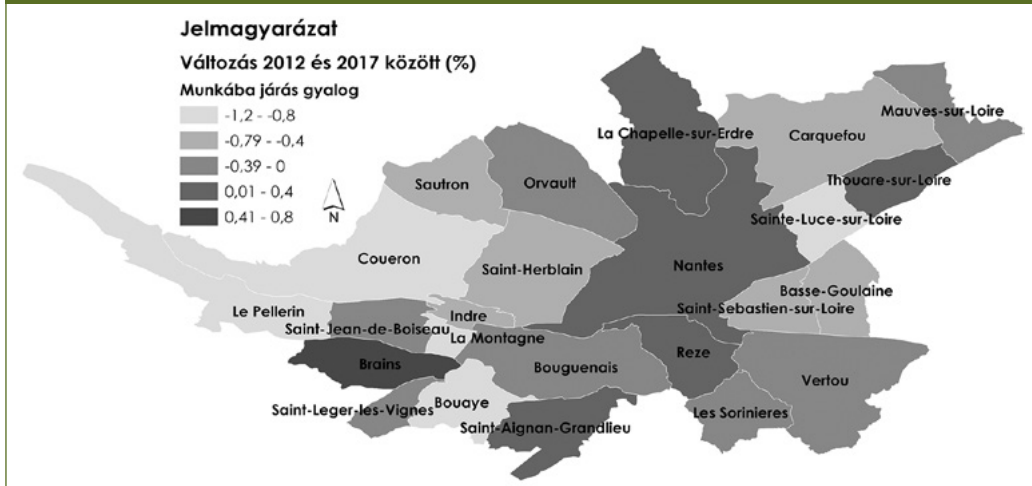 Jelmagyarázat
Változás 2012 és 2017 között (%)
Munkába járás gyalog
-1,2 - -0,8
-0,79 - -0,4
-0,39 - 0
0,01 - 0,4
0,41 - 0,8
N
Mauves-sur-Loire
La Chapelle-sur-Erdre
Carquefou
Sautron
Orvault
Thouare-sur-Loire
Sainte-Luce-sur-Loire
Coueron
Saint-Herblain
Nantes
Basse-Goulaine
Le Pellerin
Indre
Saint-Sebastien-sur-Loire
Saint-Jean-de-Boiseau
La Montagne
Brains
Bouguenais
Reze
Vertou
Saint-Leger-les-Vignes
Bouaye
Les Sorinieres
Saint-Aignan-Grandlieu